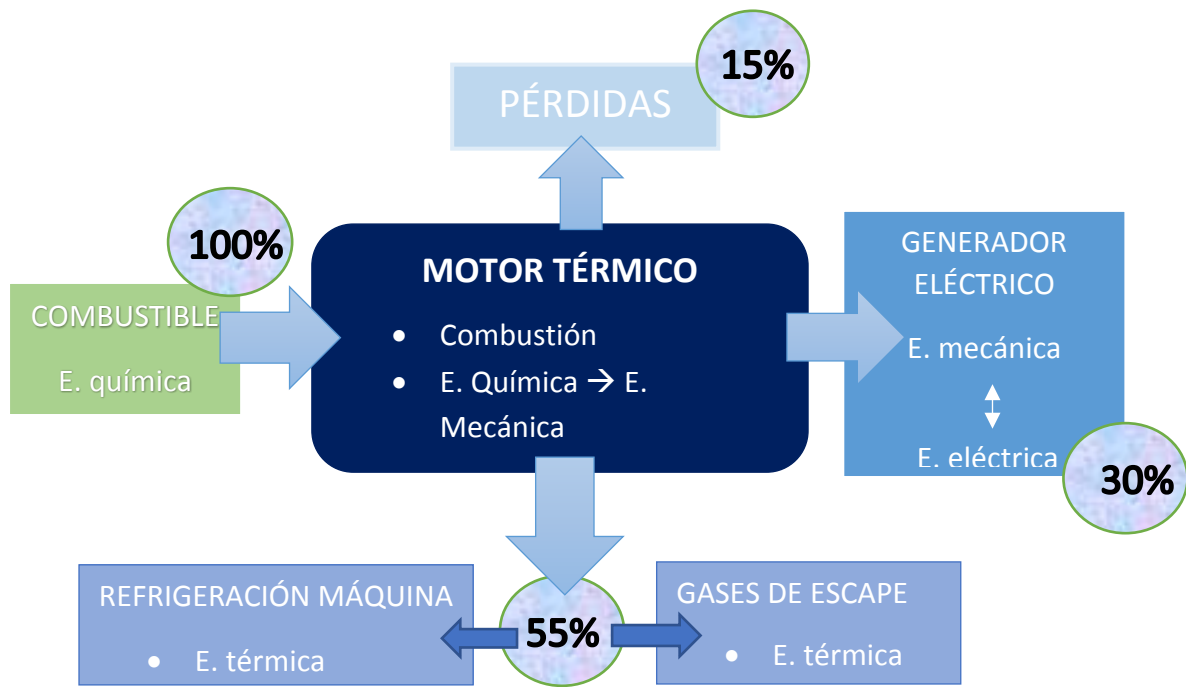 15%
PÉRDIDAS
100%
COMBUSTIBLE
E. química
MOTOR TÉRMICO
• Combustión
• E. Química → E.
Mecánica
GENERADOR
ELÉCTRICO
E. mecánica
E. eléctrica
30%
REFRIGERACIÓN MÁQUINA
• E. térmica
55%
GASES DE ESCAPE
• E. térmica